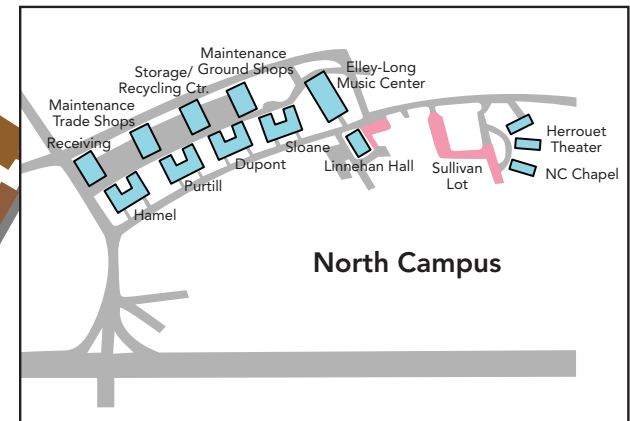 Maintenance
Ground Shops
Storage/
Recycling Ctr.
Maintenance
Trade Shops
Receiving
Elley-Long
Music Center
Hamel
Purtill
Dupont
Sloane
Linnehan Hall
Sullivan
Lot
Herrouet
Theater
NC Chapel
North Campus